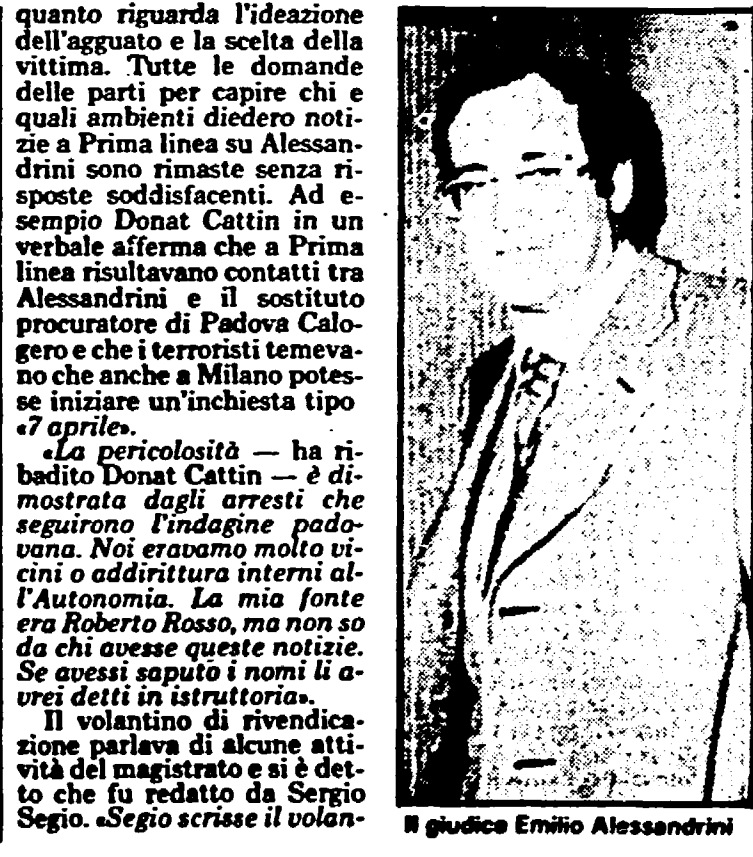 quanto riguarda l'ideazione
dell'agguato e la scelta della
vittima. Tutte le domande
delle parti per capire chi e
quali ambienti diedero noti-
zie a Prima linea su Alessan-
drini sono rimaste senza ri-
sposte soddisfacenti. Ad e-
sempio Donat Cattin in un
verbale afferma che a Prima
linea risultavano contatti tra
Alessandrini e il sostituto
procuratore di Padova Calo-
gero e che i terroristi temeva-
no che anche a Milano potes-
se iniziare un'inchiesta tipo
«7 aprile».
«La pericolosità — ha ri-
badito Donat Cattin — è di-
mostrata dagli arresti che
seguirono l'indagine pado-
vana. Noi eravamo molto vi-
cini o addirittura interni al-
l'Autonomia. La mia fonte
era Roberto Rosso, ma non so
da chi avesse queste notizie.
Se avessi saputo i nomi li a-
vrei detti in istruttoria».
Il volantino di rivendica-
zione parlava di alcune atti-
vità del magistrato e si è det-
to che fu redatto da Sergio
Segio. «Segio scrisse il volan-
Il giudice Emilio Alessandrini